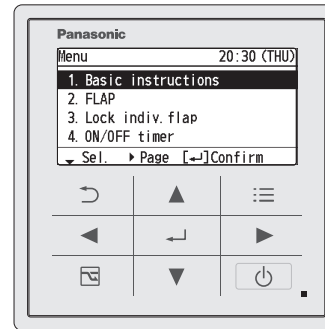 Panasonic
Menu 20:30 (THU)
1. Basic instructions
2. FLAP
3. Lock indiv. flap
4. ON/OFF timer
Sel. ▸ Page [↵]Confirm